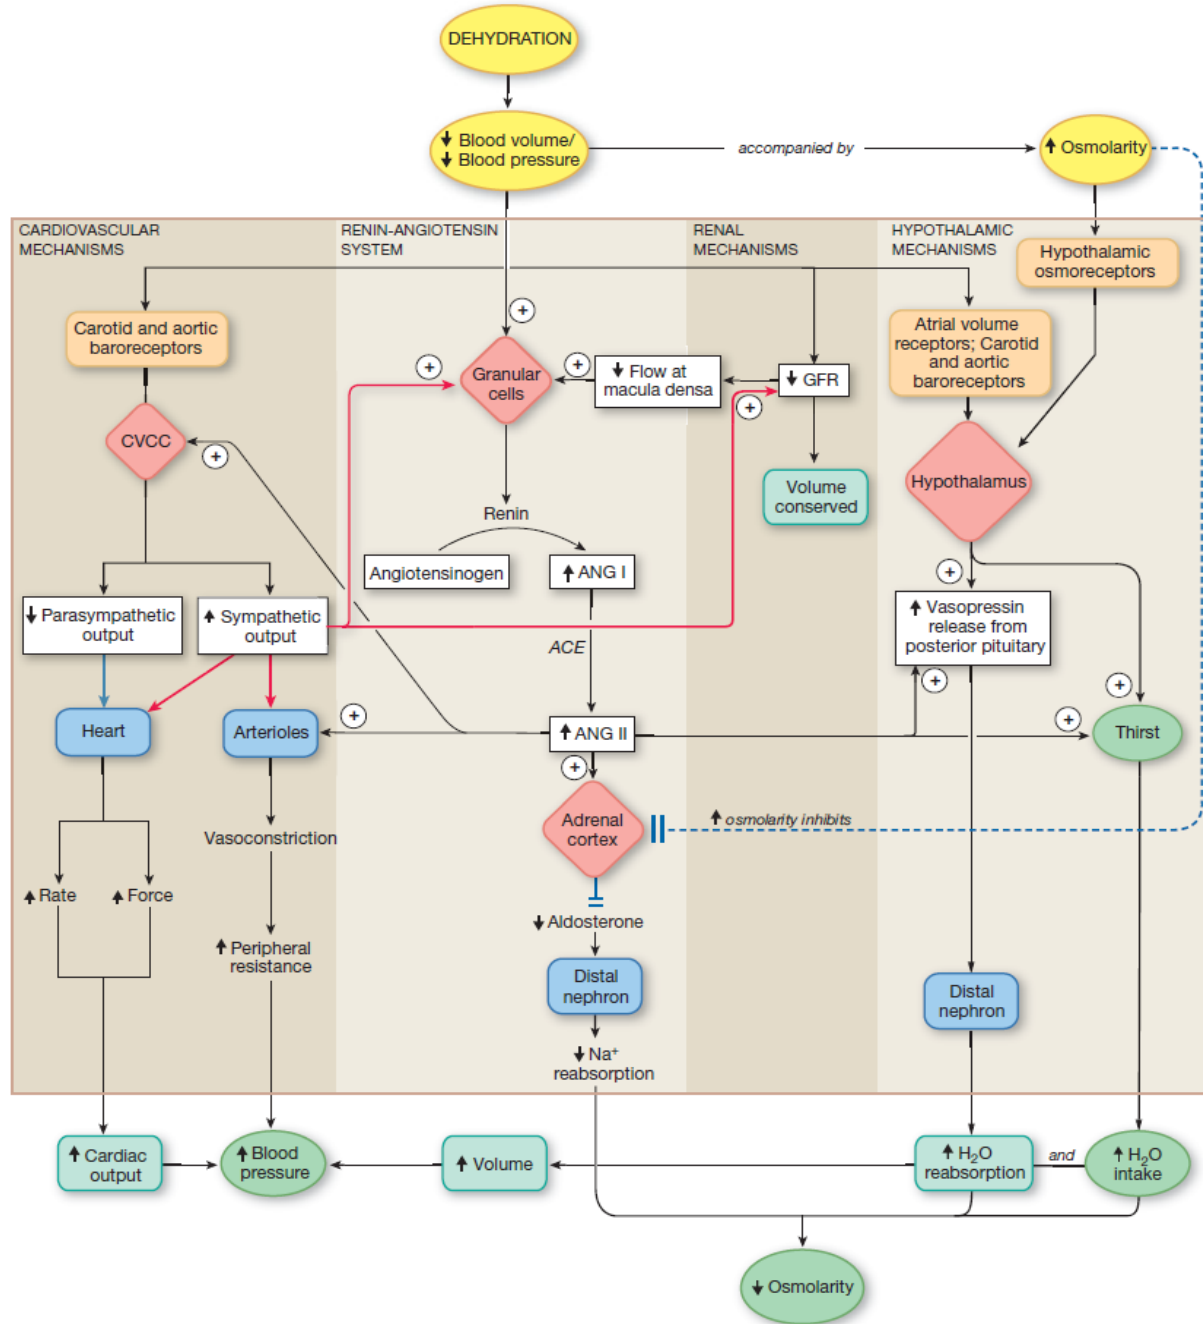 DEHYDRATION
↓ Blood volume/
↓ Blood pressure
accompanied by
↑ Osmolarity
CARDIOVASCULAR
MECHANISMS
RENIN-ANGIOTENSIN
SYSTEM
RENAL
MECHANISMS
HYPOTHALAMIC
MECHANISMS
Hypothalamic
osmoreceptors
Carotid and aortic
baroreceptors
+
Granular
cells
+
+
↓ Flow at
macula densa
↓ GFR
+
Atrial volume
receptors; Carotid
and aortic
baroreceptors
CVCC
+
Hypothalamus
Volume
conserved
Renin
Angiotensinogen
↑ ANG I
+
↓ Parasympathetic
output
↑ Sympathetic
output
ACE
↑ Vasopressin
release from
posterior pituitary
+
+
Heart
Arterioles
+
↑ ANG II
+
Thirst
+
Adrenal
cortex
↑ osmolarity inhibits
Vasoconstriction
↑ Rate
↑ Force
↓ Aldosterone
↑ Peripheral
resistance
Distal
nephron
Distal
nephron
↓ Na⁺
reabsorption
↑ Cardiac
output
↑ Blood
pressure
↑ Volume
↑ H₂O
reabsorption
and
↑ H₂O
intake
↓ Osmolarity